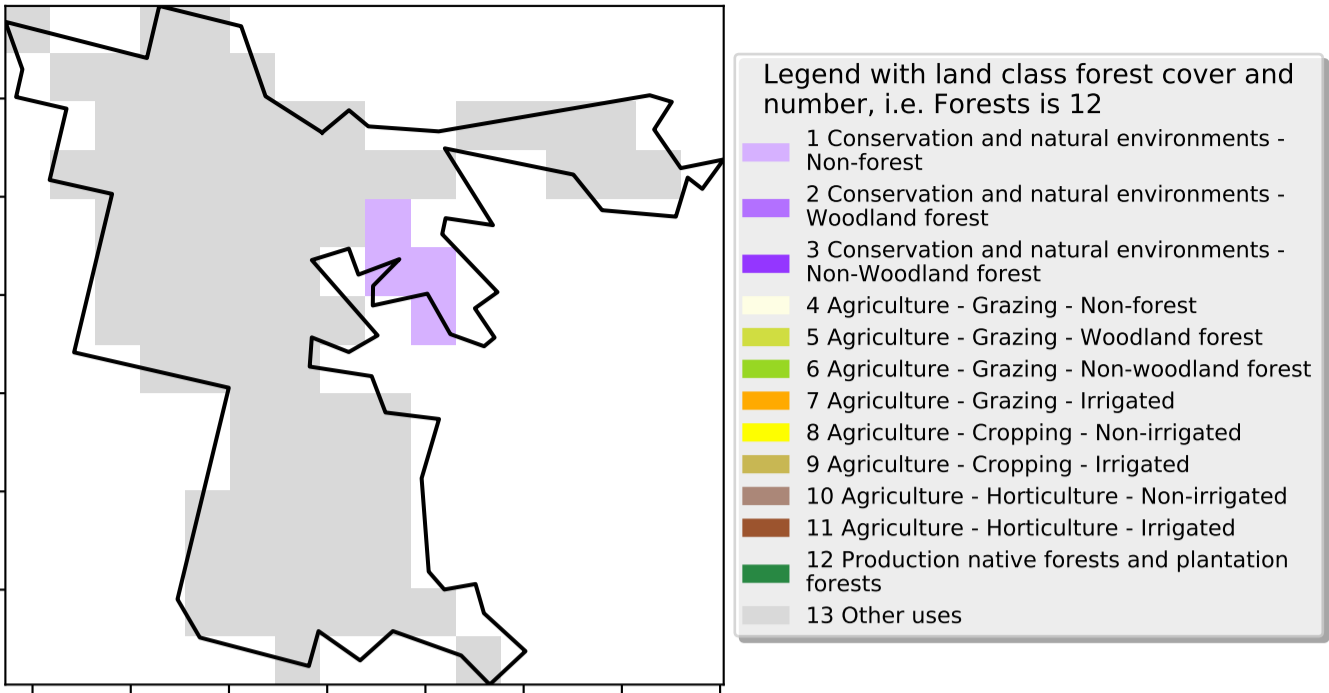 Legend with land class forest cover and
number, i.e. Forests is 12
1 Conservation and natural environments -
Non-forest
2 Conservation and natural environments -
Woodland forest
3 Conservation and natural environments -
Non-Woodland forest
4 Agriculture - Grazing - Non-forest
5 Agriculture - Grazing - Woodland forest
6 Agriculture - Grazing - Non-woodland forest
7 Agriculture - Grazing - Irrigated
8 Agriculture - Cropping - Non-irrigated
9 Agriculture - Cropping - Irrigated
10 Agriculture - Horticulture - Non-irrigated
11 Agriculture - Horticulture - Irrigated
12 Production native forests and plantation
forests
13 Other uses